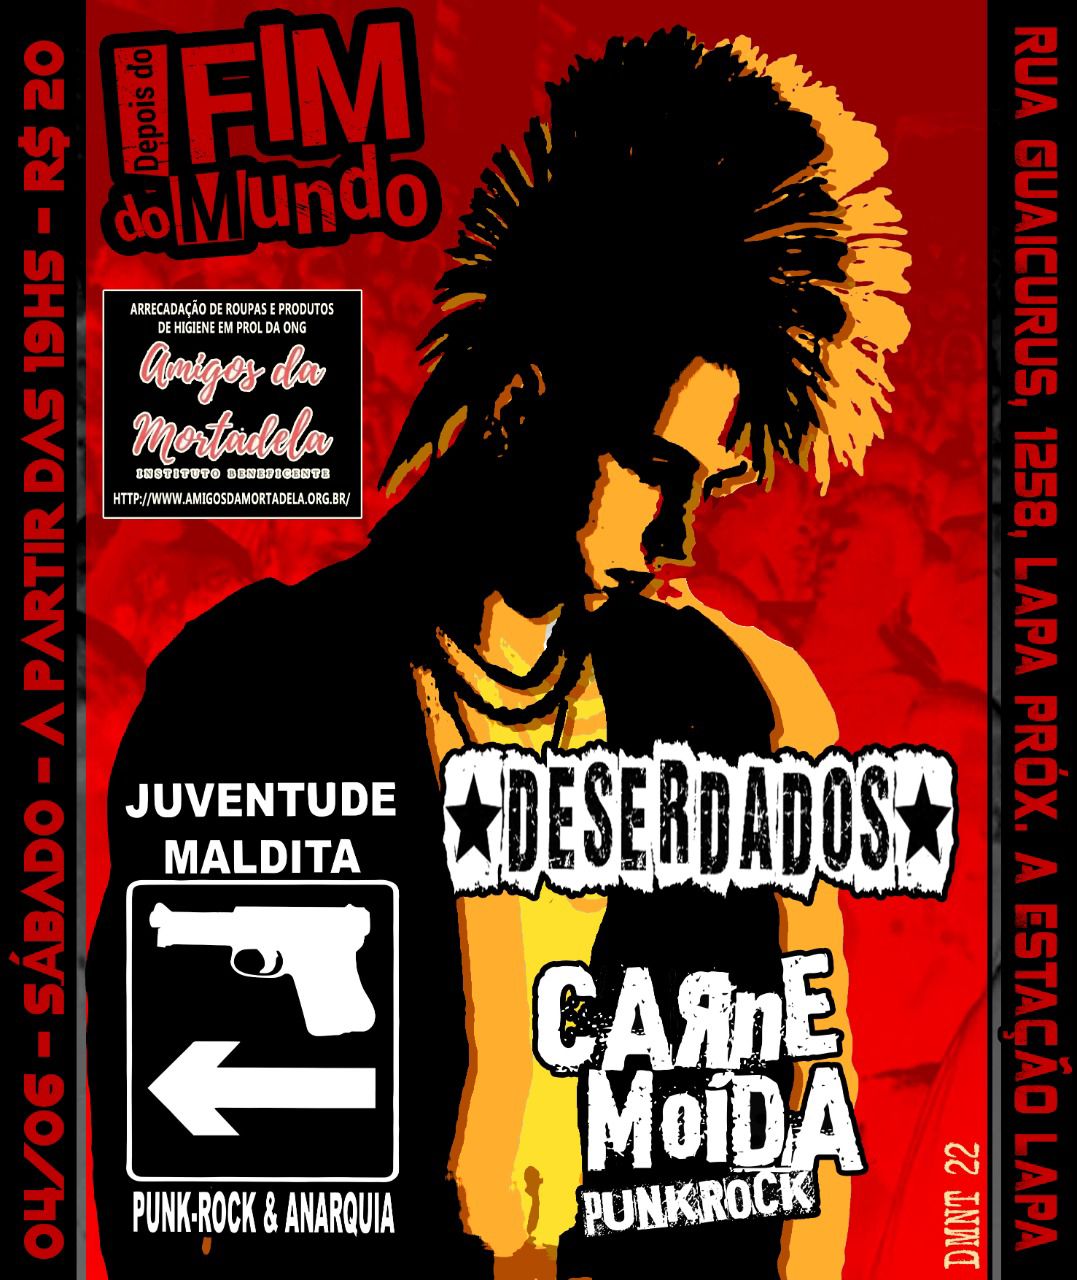 Depois do
FIM
do Mundo
ARRECADAÇÃO DE ROUPAS E PRODUTOS
DE HIGIENE EM PROL DA ONG
Amigos da
Mortadela
INSTITUTO BENEFICENTE
HTTP://WWW.AMIGOSDAMORTADELA.ORG.BR/
04/06 - SÁBADO - A PARTIR DAS 19HS - R$ 20
RUA GUAICURUS, 1258, LAPA PRÓX. A ESTAÇÃO LAPA
JUVENTUDE
MALDITA
PUNK-ROCK & ANARQUIA
DESERDADOS
CARnE
MoíDA
PUNKROCK
DMNT 22